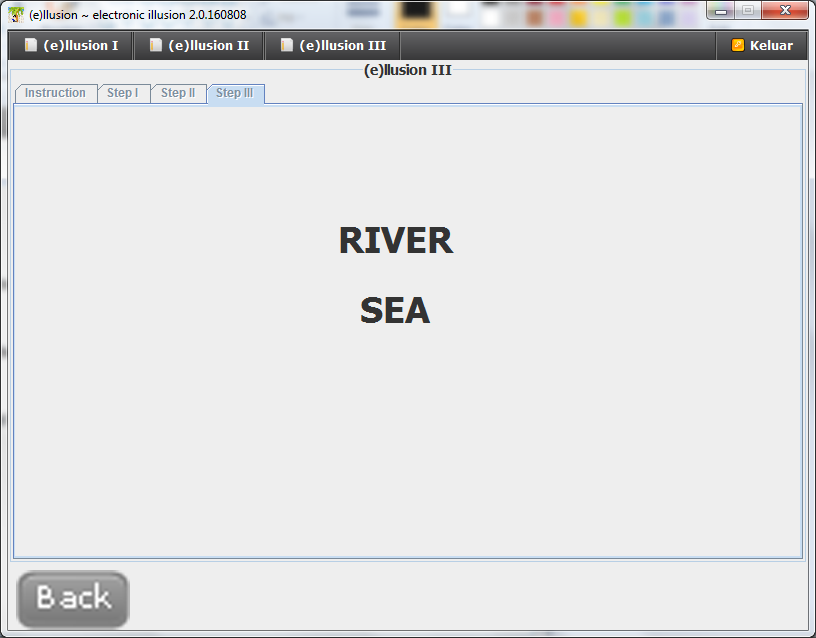 (e)llusion ~ electronic illusion 2.0.160808
(e)llusion I (e)llusion II (e)llusion III Keluar
(e)llusion III
Instruction Step I Step II Step III
RIVER
SEA
Back